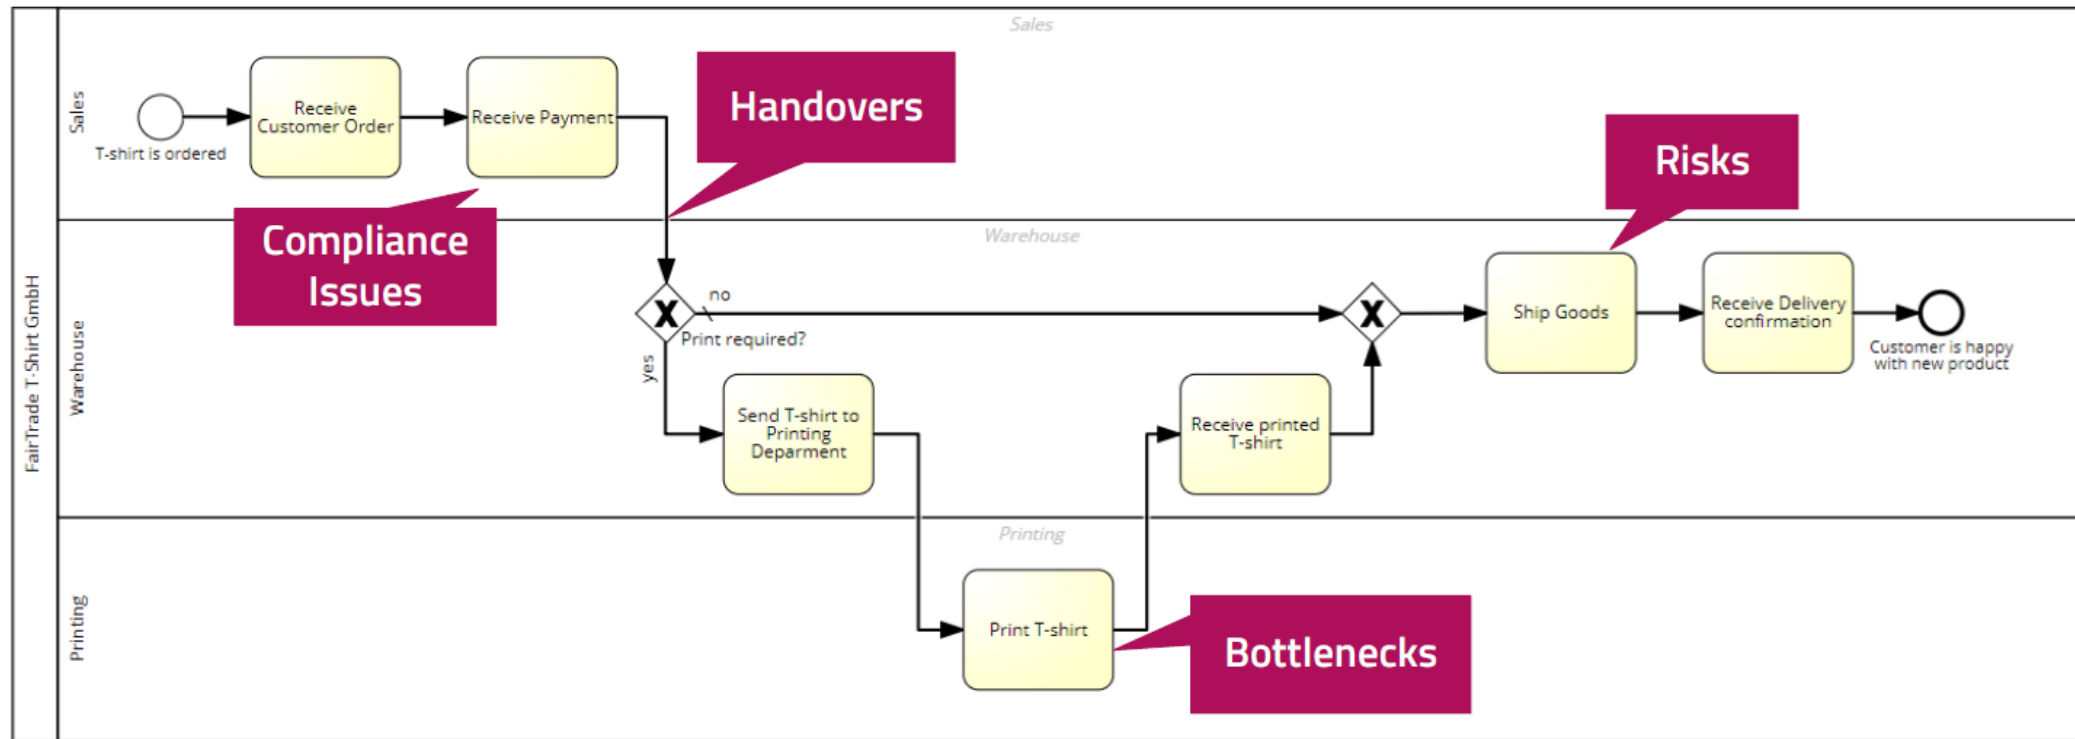 FairTrade T-Shirt GmbH
Sales
Sales
T-shirt is ordered
Receive
Customer Order
Receive Payment
Handovers
Compliance
Issues
Risks
Warehouse
Warehouse
no
Print required?
yes
Send T-shirt to
Printing
Deparment
Receive printed
T-shirt
Ship Goods
Receive Delivery
confirmation
Customer is happy
with new product
Printing
Printing
Print T-shirt
Bottlenecks